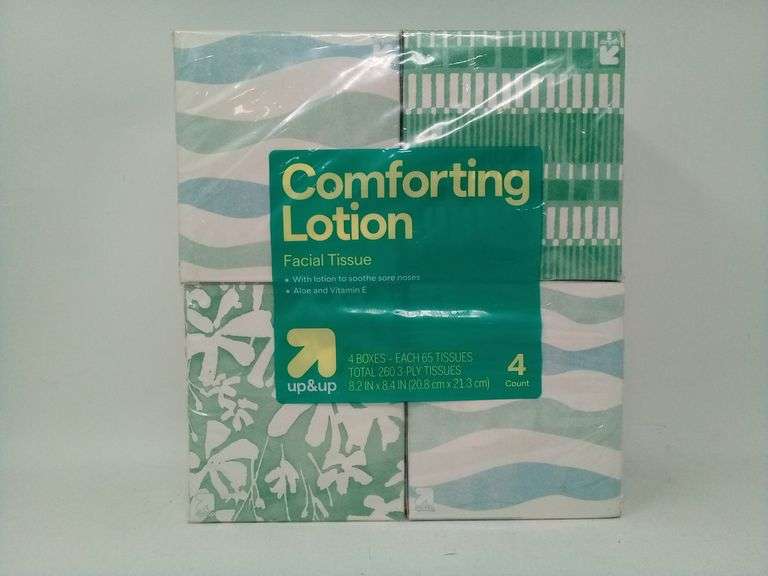 Comforting
Lotion
Facial Tissue
• With lotion to soothe sore noses
• Aloe and Vitamin E
up&up
4 BOXES - EACH 65 TISSUES
TOTAL 260 3-PLY TISSUES
8.2 IN x 8.4 IN (20.8 cm x 21.3 cm)
4
Count